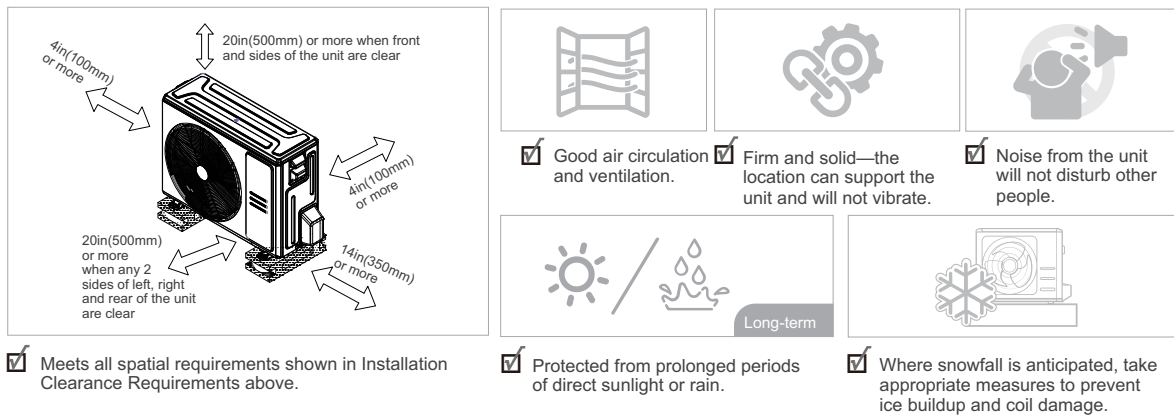 20in(500mm) or more when front
and sides of the unit are clear
4in(100mm)
or more
4in(100mm)
or more
20in(500mm)
or more
when any 2
sides of left, right
and rear of the unit
are clear
14in(350mm)
or more
Meets all spatial requirements shown in Installation
Clearance Requirements above.
Good air circulation
and ventilation.
Firm and solid—the
location can support the
unit and will not vibrate.
Noise from the unit
will not disturb other
people.
Long-term
Protected from prolonged periods
of direct sunlight or rain.
Where snowfall is anticipated, take
appropriate measures to prevent
ice buildup and coil damage.